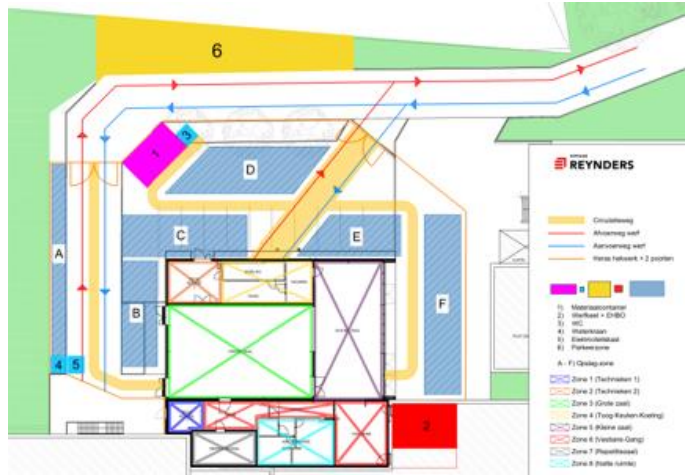 6
3
1
D
REYNDERS
A
C
E
Circulatieweg
Afvoerweg werf
Aanvoerweg werf
Heras hekwerk + 2 poorten
B
F
1) Materiaalcontainer
2) Werfkeet + EHBO
3) WC
4) Waterkraan
5) Elektriciteitskast
6) Parkeerzone
A - F) Opslag-zone
4
5
Zone 1 (Technieken 1)
Zone 2 (Technieken 2)
Zone 3 (Grote zaal)
Zone 4 (Toog-Keuken-Koeling)
Zone 5 (Kleine zaal)
Zone 6 (Vestiaire-Gang)
Zone 7 (Repetitiezaal)
Zone 8 (Natte ruimte)
2